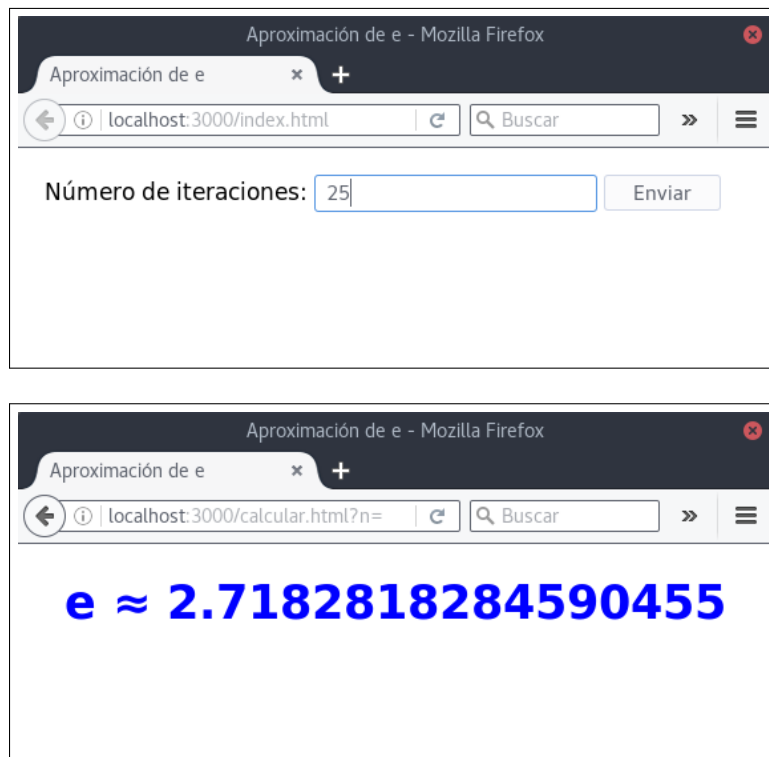 Aproximación de e - Mozilla Firefox
Aproximación de e
localhost:3000/index.html Buscar
Número de iteraciones: 25 Enviar
Aproximación de e - Mozilla Firefox
Aproximación de e
localhost:3000/calcular.html?n= Buscar
e ≈ 2.7182818284590455